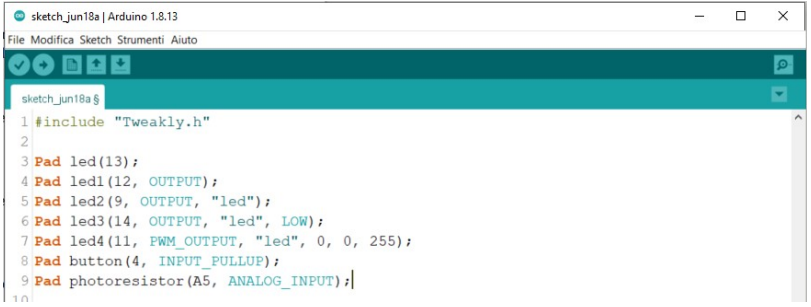 sketch_jun18a | Arduino 1.8.13
File Modifica Sketch Strumenti Aiuto
sketch_jun18a §
1 #include "Tweakly.h"
2
3 Pad led(13);
4 Pad led1(12, OUTPUT);
5 Pad led2(9, OUTPUT, "led");
6 Pad led3(14, OUTPUT, "led", LOW);
7 Pad led4(11, PWM_OUTPUT, "led", 0, 0, 255);
8 Pad button(4, INPUT_PULLUP);
9 Pad photoresistor(A5, ANALOG_INPUT);
10